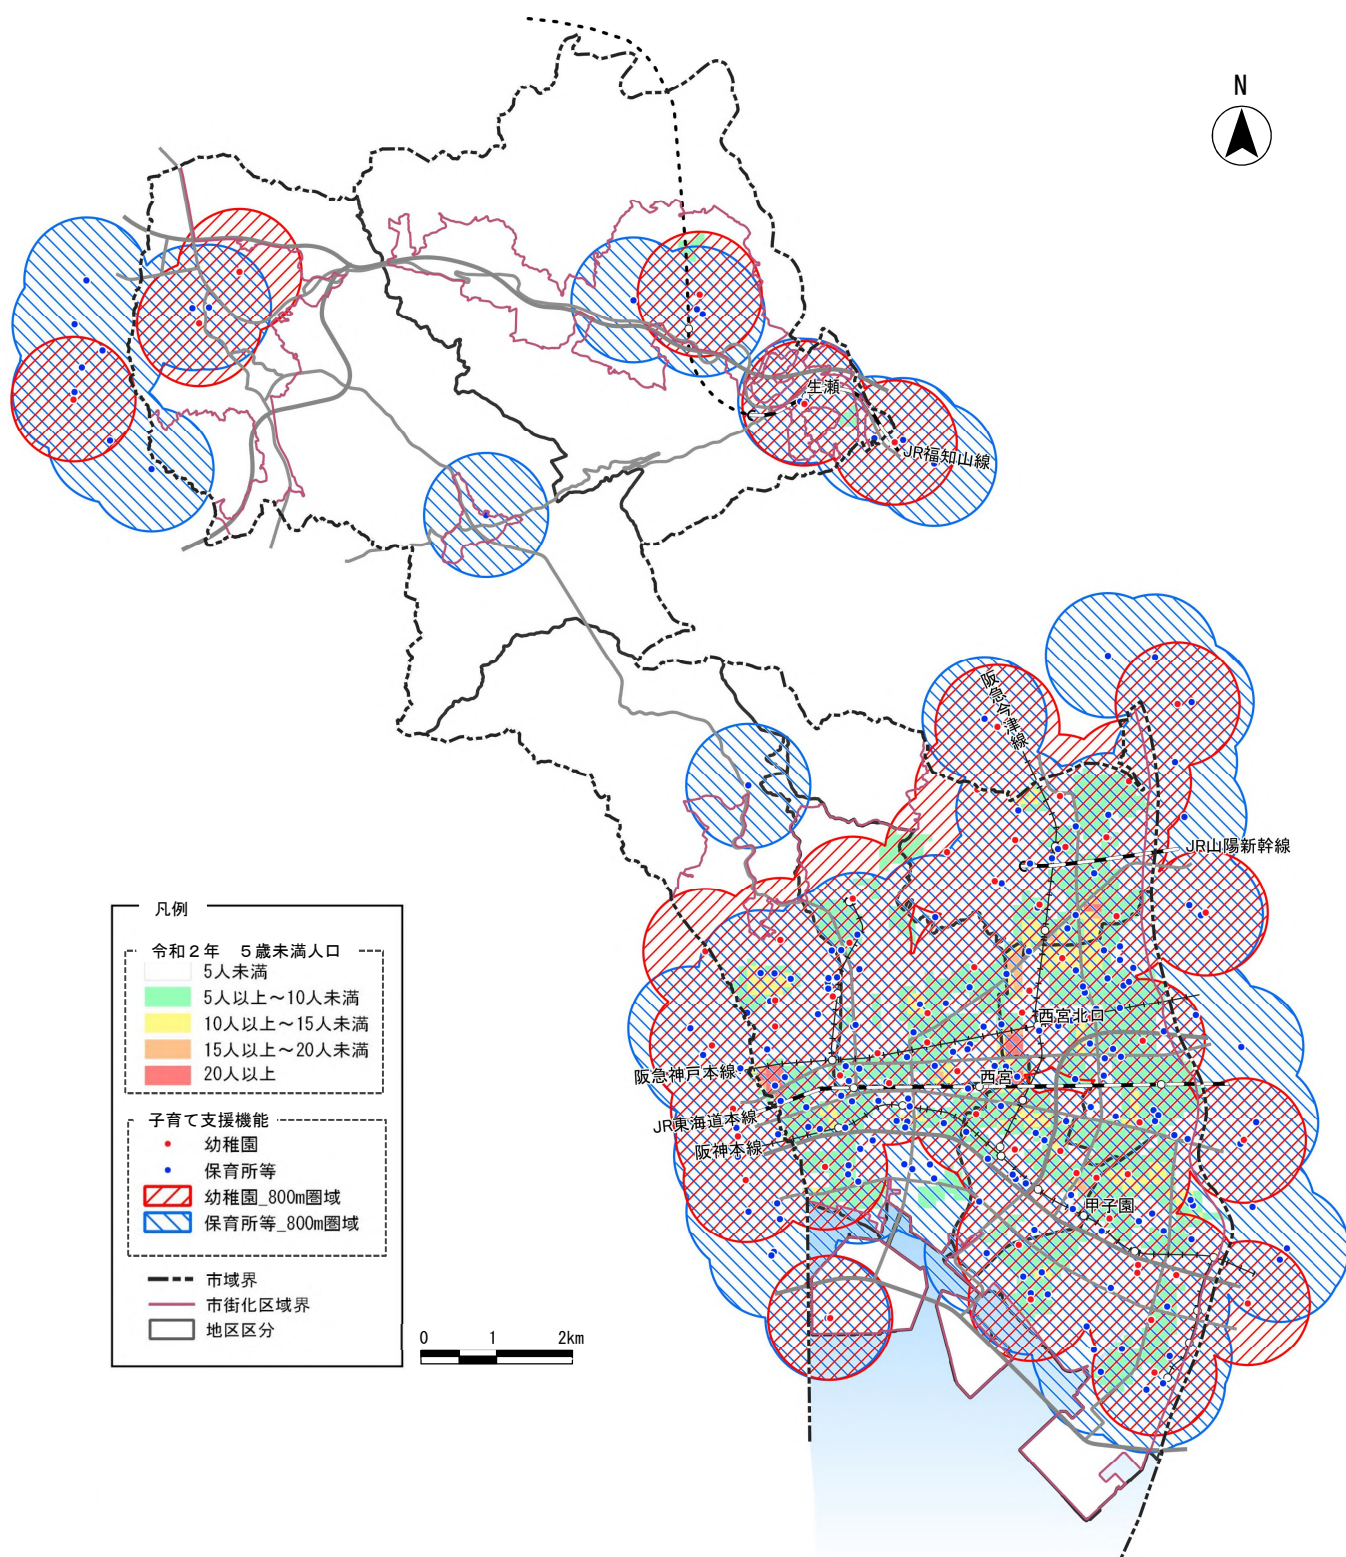 N
生瀬
JR福知山線
阪急今津線
JR山陽新幹線
西宮北口
阪急神戸本線
西宮
JR東海道本線
阪神本線
甲子園
凡例
令和2年 5歳未満人口
5人未満
5人以上～10人未満
10人以上～15人未満
15人以上～20人未満
20人以上
子育て支援機能
幼稚園
保育所等
幼稚園_800m圏域
保育所等_800m圏域
市域界
市街化区域界
地区区分
0 1 2km